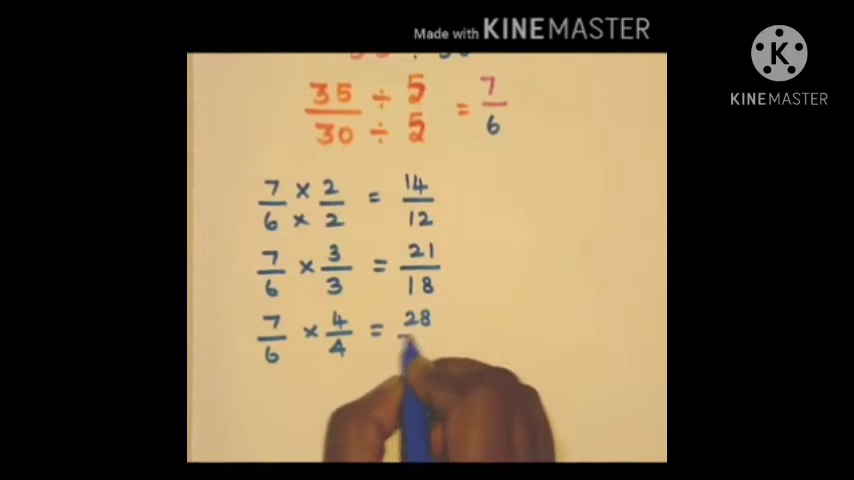 Made with KINEMASTER
KINEMASTER
35 ÷ 5 = 7
30 ÷ 5 6
7 × 2 = 14
6 × 2 12
7 × 3 = 21
6 3 18
7 × 4 = 28
6 4